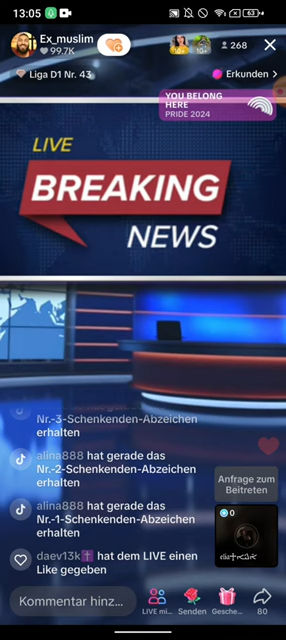 13:05
63
Ex_muslim
99.7K
10+
268
Liga D1 Nr. 43
Erkunden >
YOU BELONG
HERE
PRIDE 2024
LIVE
BREAKING
NEWS
Nr.-3-Schenkenden-Abzeichen
erhalten
alina888 hat gerade das
Nr.-2-Schenkenden-Abzeichen
erhalten
alina888 hat gerade das
Nr.-1-Schenkenden-Abzeichen
erhalten
daev13k✝️ hat dem LIVE einen
Like gegeben
Anfrage zum
Beitreten
0
Kommentar hinz...
LIVE mi...
Senden
Gesche...
80